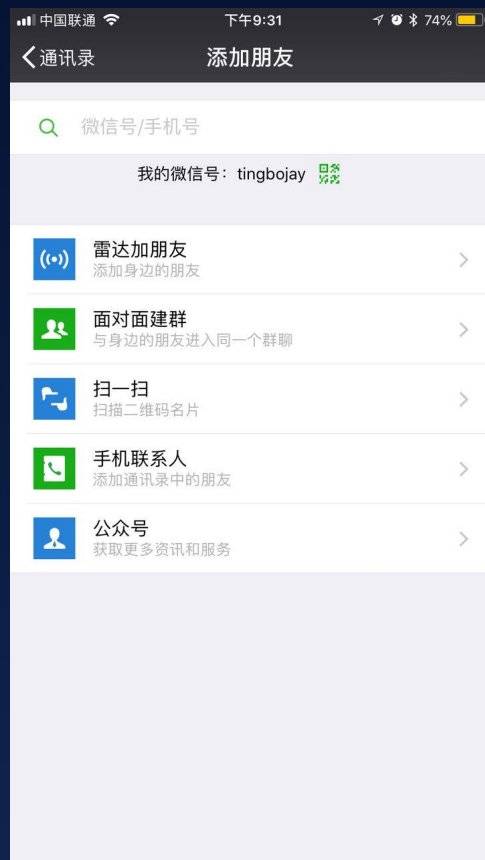 中国联通 下午9:31 74%
通讯录 添加朋友
微信号/手机号
我的微信号：tingbojay
雷达加朋友
添加身边的朋友
面对面建群
与身边的朋友进入同一个群聊
扫一扫
扫描二维码名片
手机联系人
添加通讯录中的朋友
公众号
获取更多资讯和服务